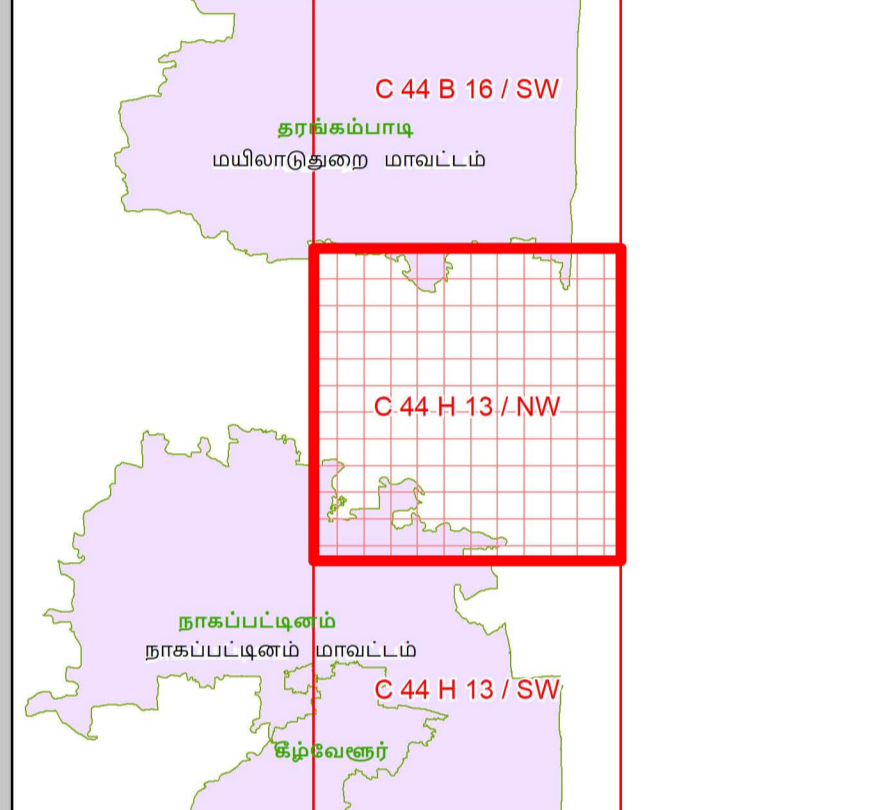 C 44 B 16 / SW
தரங்கம்பாடி
மயிலாடுதுறை மாவட்டம்
C 44 H 13 / NW
நாகப்பட்டினம்
நாகப்பட்டினம் மாவட்டம்
C 44 H 13 / SW
கீழ்வேளூர்